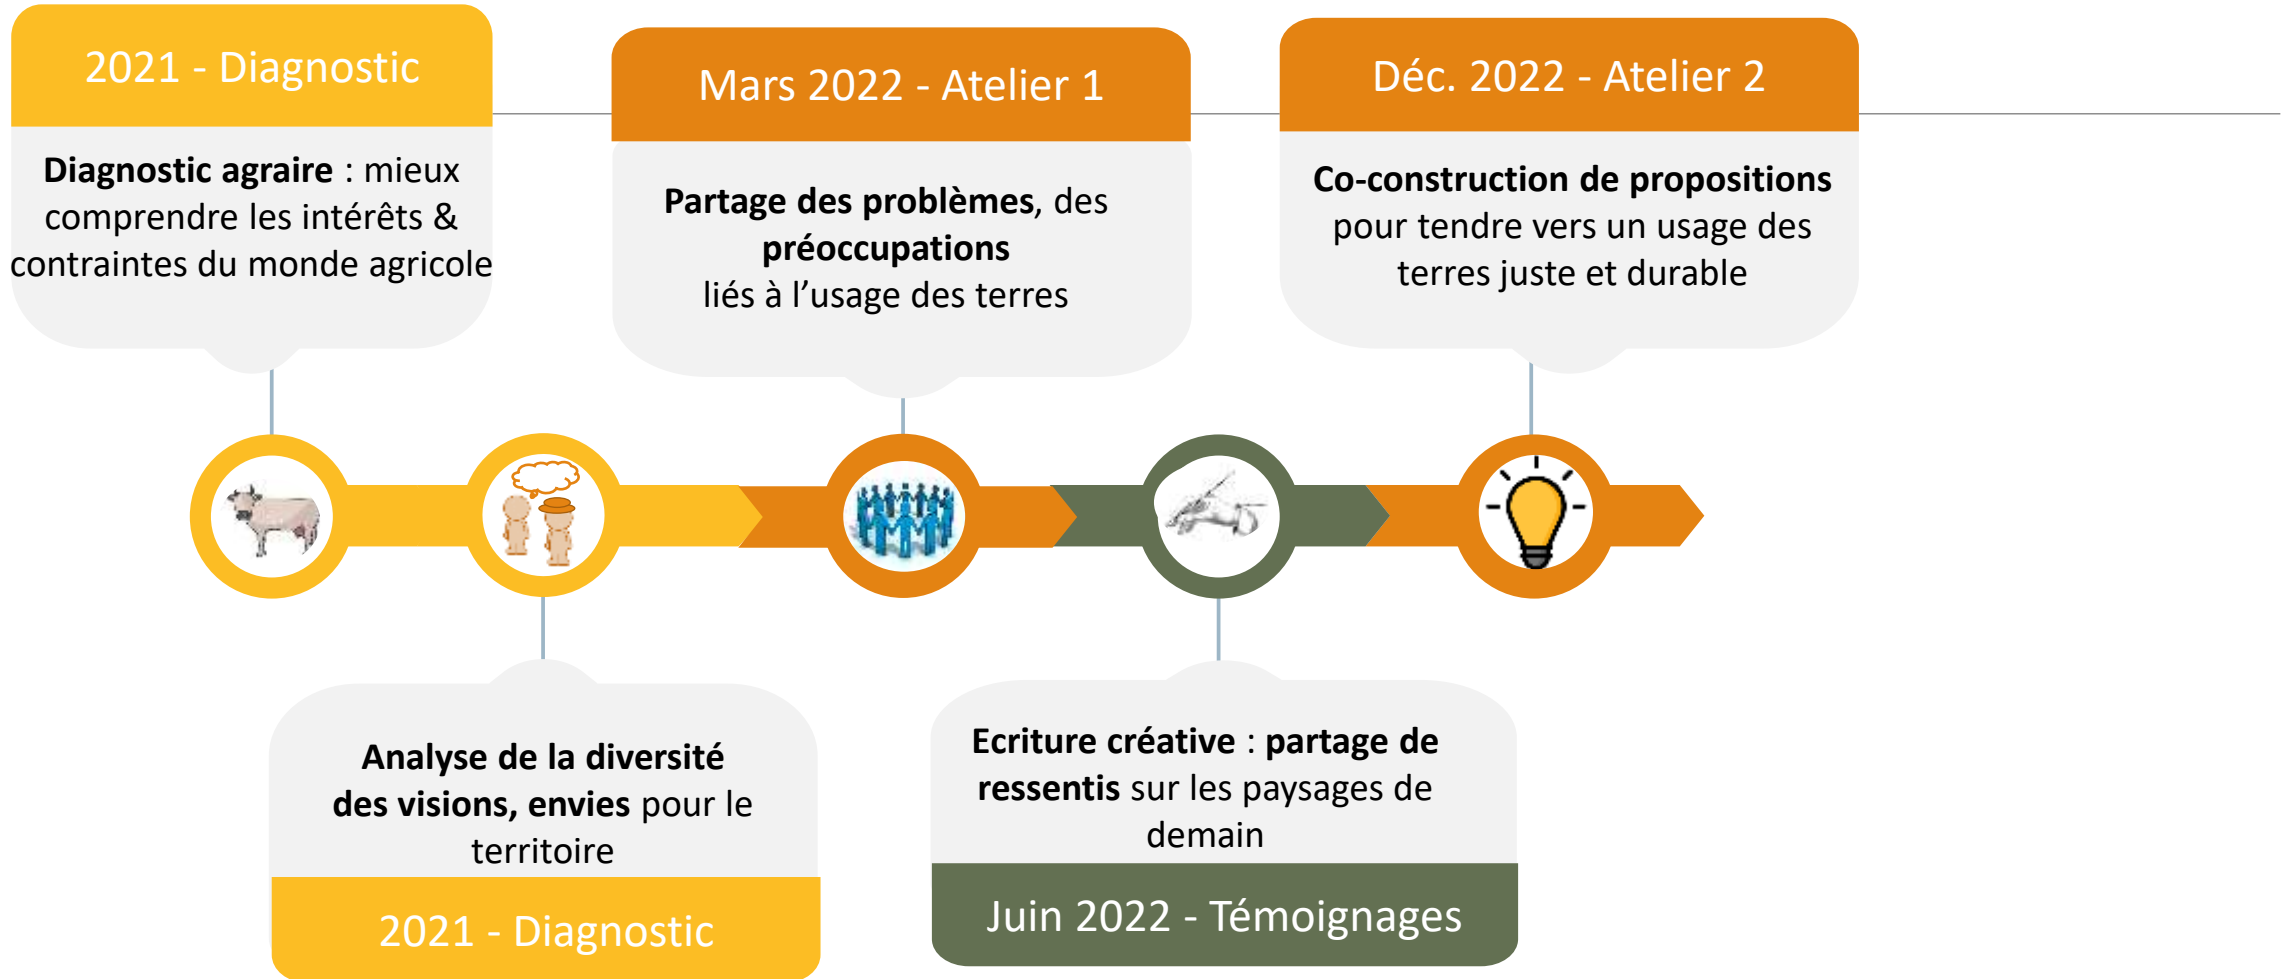 2021 - Diagnostic
Diagnostic agraire : mieux
comprendre les intérêts &
contraintes du monde agricole
Mars 2022 - Atelier 1
Partage des problèmes, des
préoccupations
liés à l’usage des terres
Déc. 2022 - Atelier 2
Co-construction de propositions
pour tendre vers un usage des
terres juste et durable
Analyse de la diversité
des visions, envies pour le
territoire
2021 - Diagnostic
Ecriture créative : partage de
ressentis sur les paysages de
demain
Juin 2022 - Témoignages